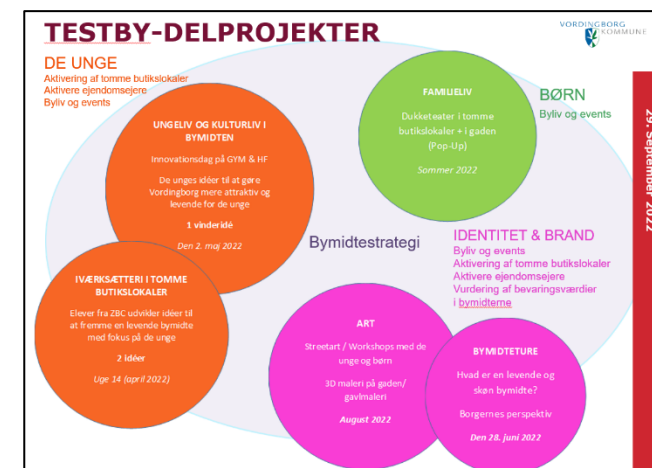 TESTBY-DELPROJEKTER
VORDINGBORG
KOMMUNE
DE UNGE
Aktivering af tomme butikslokaler
Aktivere ejendomsejere
Byliv og events
UNGELIV OG KULTURLIV I
BYMIDTEN
Innovationsdag på GYM & HF
De unges idéer til at gøre
Vordingborg mere attraktiv og
levende for de unge
1 vinderidé
Den 2. maj 2022
FAMILIELIV
Dukketeater i tomme
butikslokaler + i gaden
(Pop-Up)
Sommer 2022
BØRN
Byliv og events
29. September 2022
Bymidtestrategi
IDENTITET & BRAND
Byliv og events
Aktivering af tomme butikslokaler
Aktivere ejendomsejere
Vurdering af bevaringsværdier
i bymidterne
IVÆRKSÆTTERI I TOMME
BUTIKSLOKALER
Elever fra ZBC udvikler idéer til
at fremme en levende bymidte
med fokus på de unge
2 idéer
Uge 14 (april 2022)
ART
Streetart / Workshops med de
unge og børn
3D maleri på gaden/
gavlmaleri
August 2022
BYMIDTETURE
Hvad er en levende og
skøn bymidte?
Borgernes perspektiv
Den 28. juni 2022